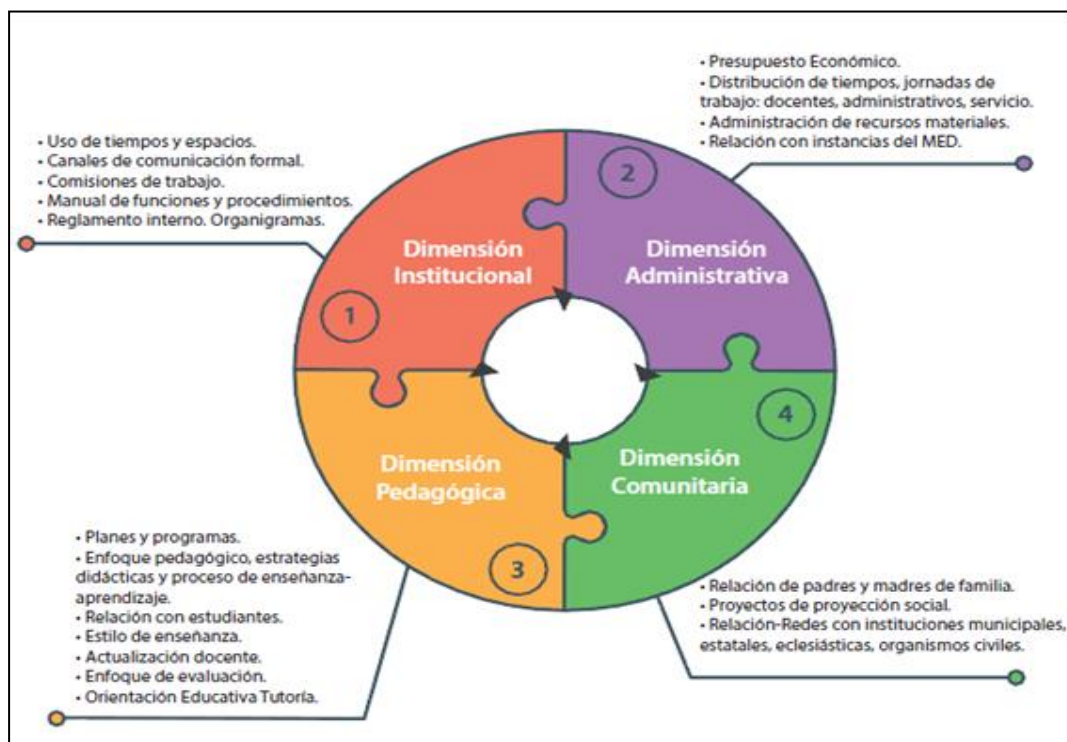 • Uso de tiempos y espacios.
• Canales de comunicación formal.
• Comisiones de trabajo.
• Manual de funciones y procedimientos.
• Reglamento interno. Organigramas.
1
Dimensión
Institucional
• Presupuesto Económico.
• Distribución de tiempos, jornadas de
trabajo: docentes, administrativos, servicio.
• Administración de recursos materiales.
• Relación con instancias del MED.
2
Dimensión
Administrativa
Dimensión
Pedagógica
3
• Planes y programas.
• Enfoque pedagógico, estrategias
didácticas y proceso de enseñanza-
aprendizaje.
• Relación con estudiantes.
• Estilo de enseñanza.
• Actualización docente.
• Enfoque de evaluación.
• Orientación Educativa Tutoría.
4
Dimensión
Comunitaria
• Relación de padres y madres de familia.
• Proyectos de proyección social.
• Relación-Redes con instituciones municipales,
estatales, eclesiásticas, organismos civiles.